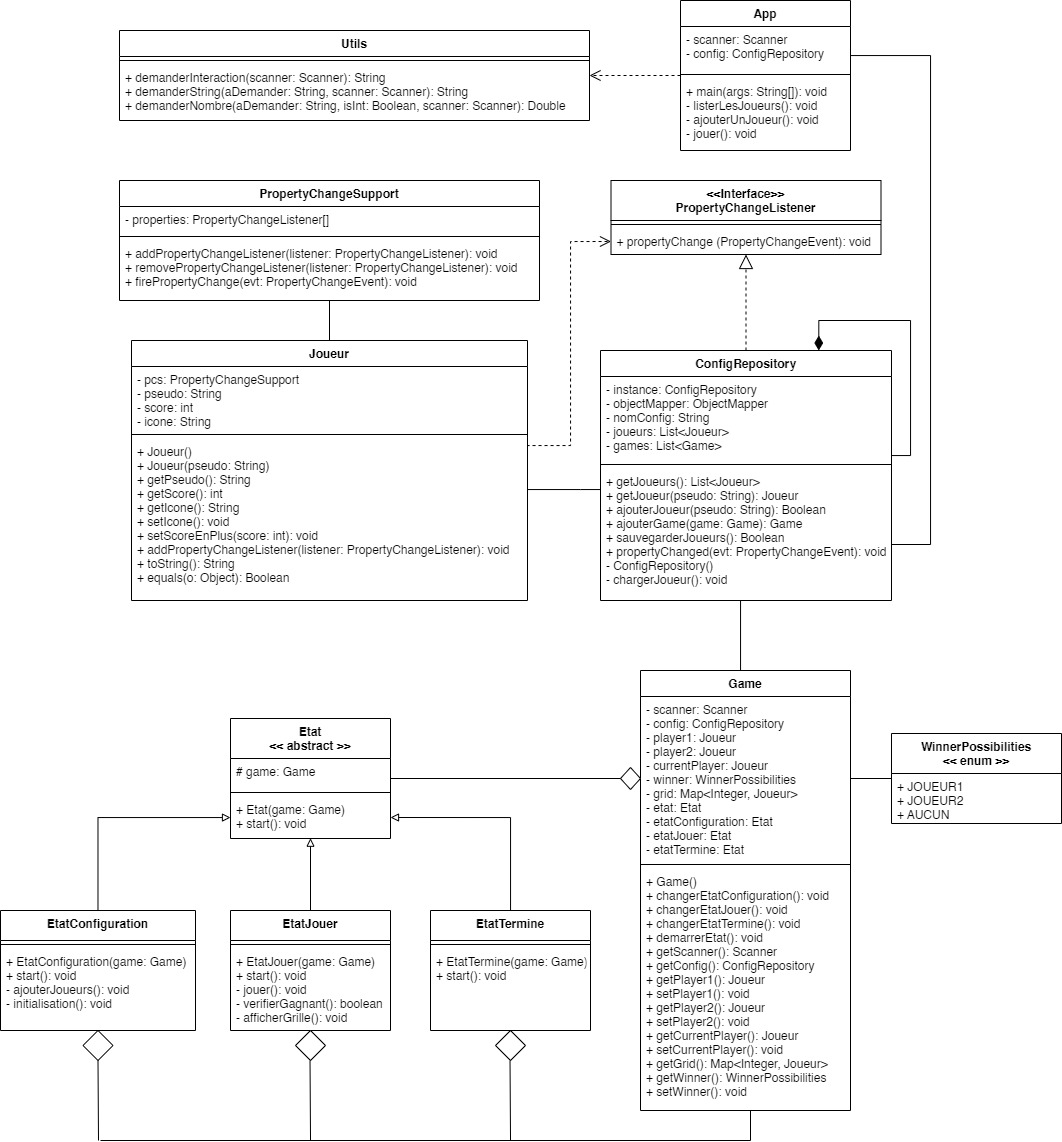 App
- scanner: Scanner
- config: ConfigRepository
+ main(args: String[]): void
- listerLesJoueurs(): void
- ajouterUnJoueur(): void
- jouer(): void
Utils
+ demanderInteraction(scanner: Scanner): String
+ demanderString(aDemander: String, scanner: Scanner): String
+ demanderNombre(aDemander: String, isInt: Boolean, scanner: Scanner): Double
PropertyChangeSupport
- properties: PropertyChangeListener[]
+ addPropertyChangeListener(listener: PropertyChangeListener): void
+ removePropertyChangeListener(listener: PropertyChangeListener): void
+ firePropertyChange(evt: PropertyChangeEvent): void
<<Interface>>
PropertyChangeListener
+ propertyChange (PropertyChangeEvent): void
Joueur
- pcs: PropertyChangeSupport
- pseudo: String
- score: int
- icone: String
+ Joueur()
+ Joueur(pseudo: String)
+ getPseudo(): String
+ getScore(): int
+ getIcone(): String
+ setIcone(): void
+ setScoreEnPlus(score: int): void
+ addPropertyChangeListener(listener: PropertyChangeListener): void
+ toString(): String
+ equals(o: Object): Boolean
ConfigRepository
- instance: ConfigRepository
- objectMapper: ObjectMapper
- nomConfig: String
- joueurs: List<Joueur>
- games: List<Game>
+ getJoueurs(): List<Joueur>
+ getJoueur(pseudo: String): Joueur
+ ajouterJoueur(pseudo: String): Boolean
+ ajouterGame(game: Game): Game
+ sauvegarderJoueurs(): Boolean
+ propertyChanged(evt: PropertyChangeEvent): void
- ConfigRepository()
- chargerJoueur(): void
Game
- scanner: Scanner
- config: ConfigRepository
- player1: Joueur
- player2: Joueur
- currentPlayer: Joueur
- winner: WinnerPossibilities
- grid: Map<Integer, Joueur>
- etat: Etat
- etatConfiguration: Etat
- etatJouer: Etat
- etatTermine: Etat
+ Game()
+ changerEtatConfiguration(): void
+ changerEtatJouer(): void
+ changerEtatTermine(): void
+ demarrerEtat(): void
+ getScanner(): Scanner
+ getConfig(): ConfigRepository
+ getPlayer1(): Joueur
+ setPlayer1(): void
+ getPlayer2(): Joueur
+ setPlayer2(): void
+ getCurrentPlayer(): Joueur
+ setCurrentPlayer(): void
+ getGrid(): Map<Integer, Joueur>
+ getWinner(): WinnerPossibilities
+ setWinner(): void
WinnerPossibilities
<< enum >>
+ JOUEUR1
+ JOUEUR2
+ AUCUN
Etat
<< abstract >>
# game: Game
+ Etat(game: Game)
+ start(): void
EtatConfiguration
+ EtatConfiguration(game: Game)
+ start(): void
- ajouterJoueurs(): void
- initialisation(): void
EtatJouer
+ EtatJouer(game: Game)
+ start(): void
- jouer(): void
- verifierGagnant(): boolean
- afficherGrille(): void
EtatTermine
+ EtatTermine(game: Game)
+ start(): void